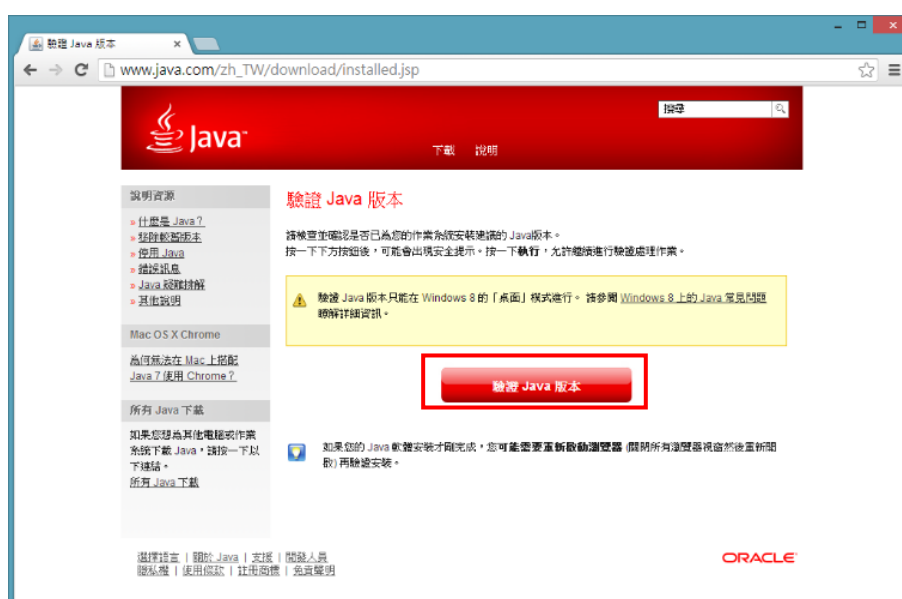 驗證 Java 版本
www.java.com/zh_TW/download/installed.jsp
Java
搜尋
下載 說明
說明資源
» 什麼是 Java？
» 移除較舊版本
» 停用 Java
» 錯誤訊息
» Java 疑難排解
» 其他說明
Mac OS X Chrome
為何無法在 Mac 上搭配
Java 7 使用 Chrome？
所有 Java 下載
如果您想為其他電腦或作業
系統下載 Java，請按一下以
下連結。
所有 Java 下載
驗證 Java 版本
請檢查並確認是否已為您的作業系統安裝建議的 Java版本。
按一下下方按鈕後，可能會出現安全提示。按一下執行，允許繼續進行驗證處理作業。
驗證 Java 版本只能在 Windows 8 的「桌面」模式進行。 請參閱 Windows 8 上的 Java 常見問題
瞭解詳細資訊。
驗證 Java 版本
如果您的 Java 軟體安裝才剛完成，您可能需要重新啟動瀏覽器 (關閉所有瀏覽器視窗然後重新開
啟) 再驗證安裝。
選擇語言 | 關於 Java | 支援 | 開發人員
隱私權 | 使用條款 | 註冊商標 | 免責聲明
ORACLE